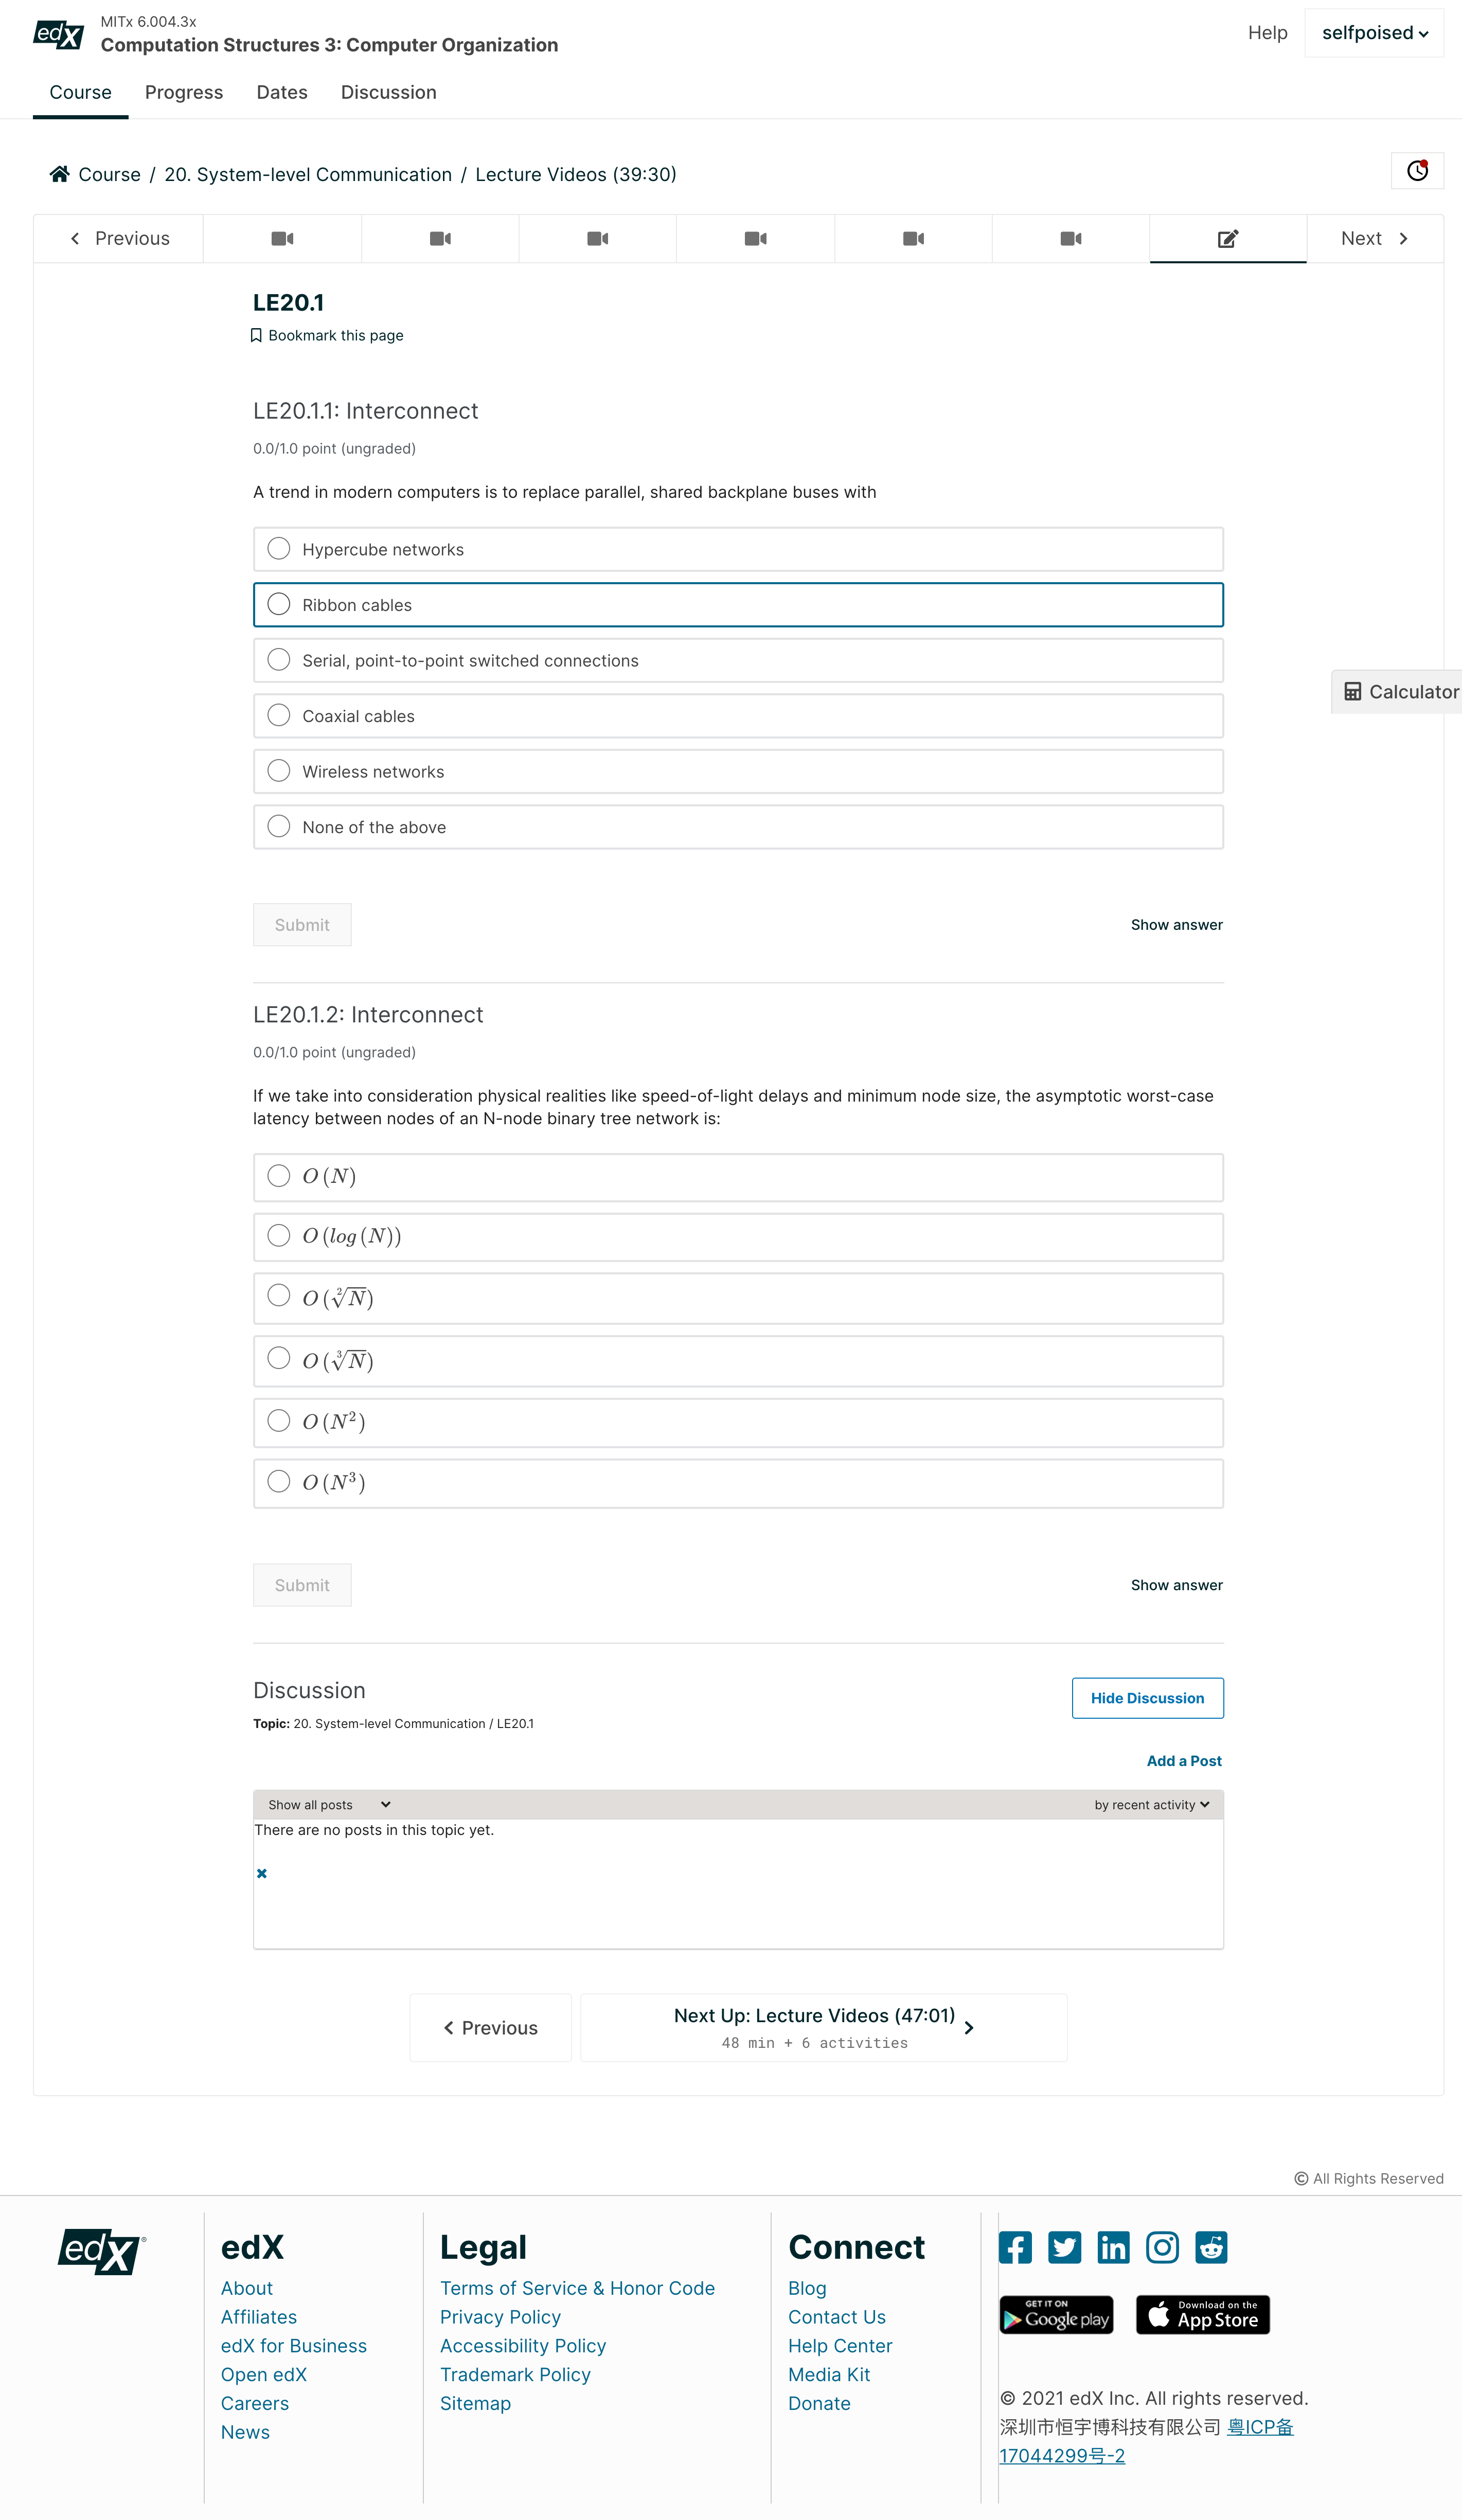 edX
MITx 6.004.3x
Computation Structures 3: Computer Organization
Help
selfpoised
Course
Progress
Dates
Discussion
Course / 20. System-level Communication / Lecture Videos (39:30)
Previous
Next
LE20.1
Bookmark this page
LE20.1.1: Interconnect
0.0/1.0 point (ungraded)
A trend in modern computers is to replace parallel, shared backplane buses with
Hypercube networks
Ribbon cables
Serial, point-to-point switched connections
Calculator
Coaxial cables
Wireless networks
None of the above
Submit
Show answer
LE20.1.2: Interconnect
0.0/1.0 point (ungraded)
If we take into consideration physical realities like speed-of-light delays and minimum node size, the asymptotic worst-case
latency between nodes of an N-node binary tree network is:
O (N)
O (log (N))
O (²√N)
O (³√N)
O (N²)
O (N³)
Submit
Show answer
Discussion
Hide Discussion
Topic: 20. System-level Communication / LE20.1
Add a Post
Show all posts
by recent activity
There are no posts in this topic yet.
Previous
Next Up: Lecture Videos (47:01)
48 min + 6 activities
© All Rights Reserved
edX®
edX
About
Affiliates
edX for Business
Open edX
Careers
News
Legal
Terms of Service & Honor Code
Privacy Policy
Accessibility Policy
Trademark Policy
Sitemap
Connect
Blog
Contact Us
Help Center
Media Kit
Donate
GET IT ON
Google play
Download on the
App Store
© 2021 edX Inc. All rights reserved.
深圳市恒宇博科技有限公司 粤ICP备
17044299号-2